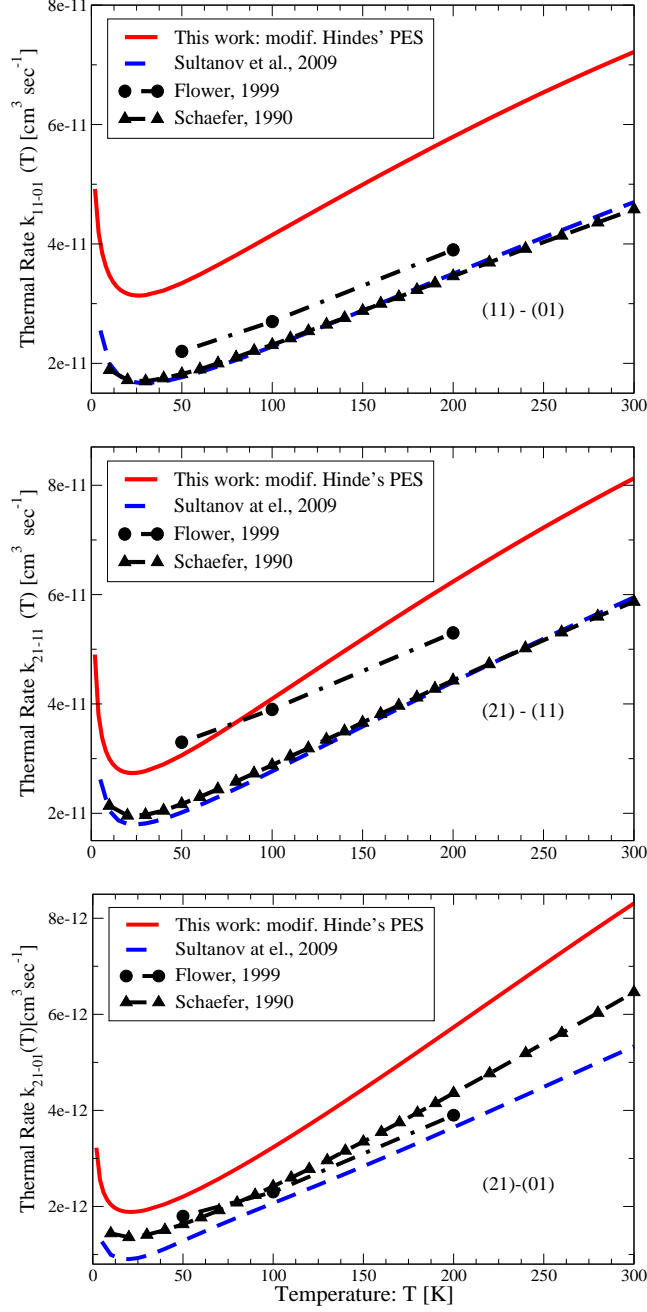 8e-11
6e-11
4e-11
2e-11
Thermal Rate k11-01 (T) [cm3 sec-1]
This work: modif. Hindes' PES
Sultanov et al., 2009
Flower, 1999
Schaefer, 1990
(11) - (01)
0 50 100 150 200 250 300
8e-11
6e-11
4e-11
2e-11
Thermal Rate k21-11 (T) [cm3 sec-1]
This work: modif. Hinde's PES
Sultanov at el., 2009
Flower, 1999
Schaefer, 1990
(21) - (11)
0 50 100 150 200 250 300
8e-12
6e-12
4e-12
2e-12
Thermal Rate k21-01(T)[cm3sec-1]
This work: modif. Hinde's PES
Sultanov at el., 2009
Flower, 1999
Schaefer, 1990
(21)-(01)
0 50 100 150 200 250 300
Temperature: T [K]